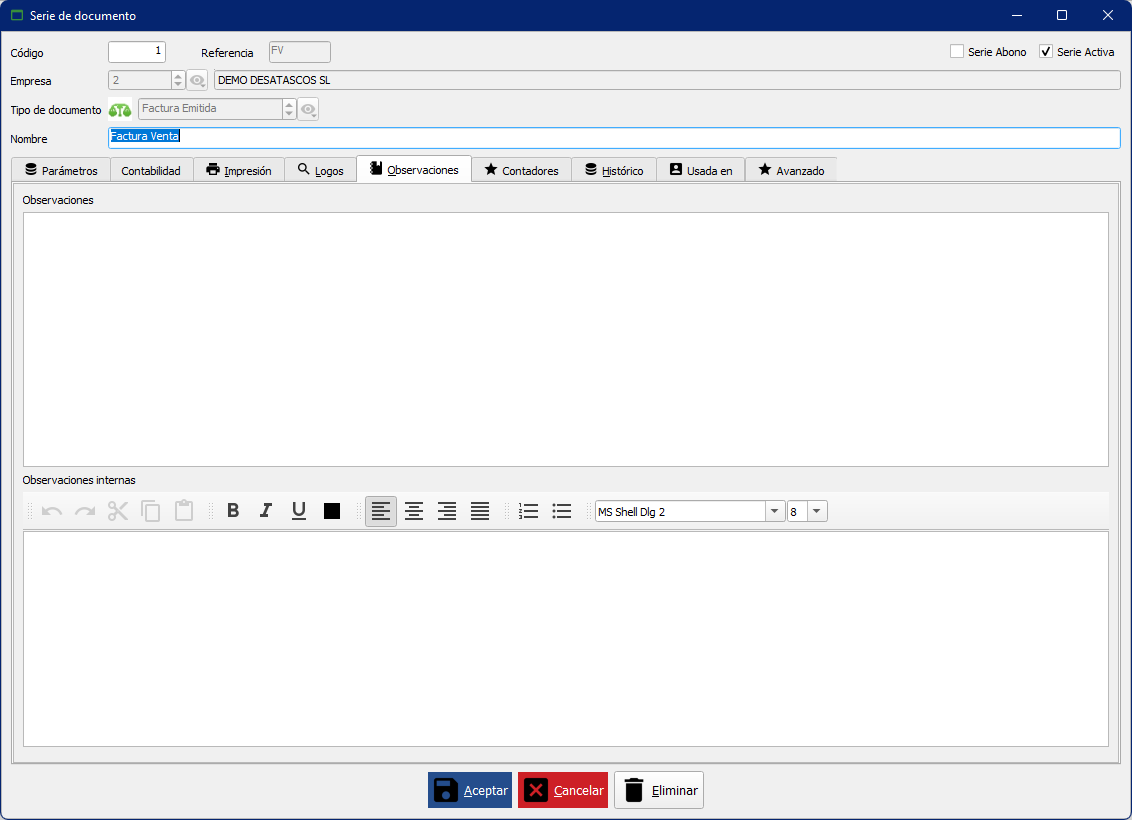 Serie de documento
Código 1 Referencia FV Serie Abono Serie Activa
Empresa 2 DEMO DESATASCOS SL
Tipo de documento Factura Emitida
Nombre Factura Venta
Parámetros Contabilidad Impresión Logos Observaciones Contadores Histórico Usada en Avanzado
Observaciones
Observaciones internas
B I U MS Shell Dlg 2 8
Aceptar Cancelar Eliminar